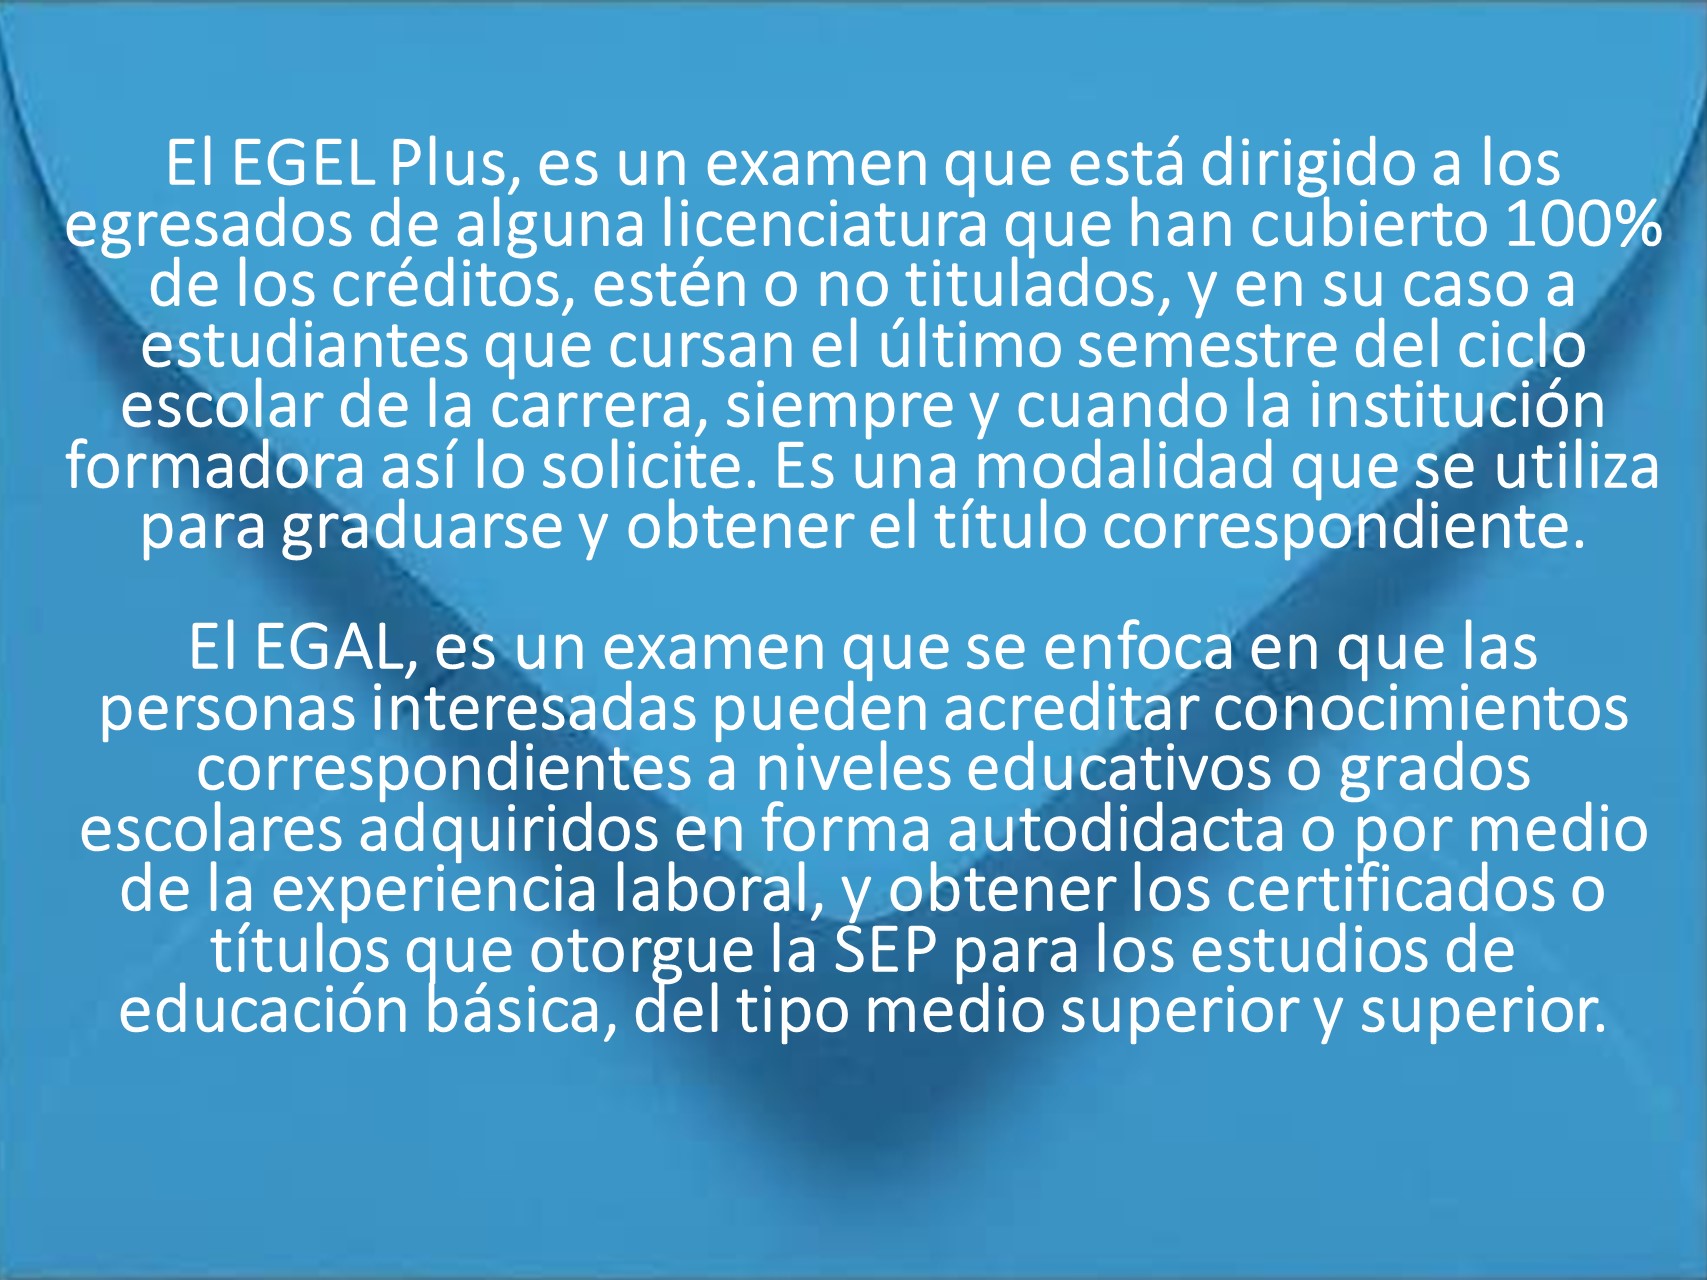 El EGEL Plus, es un examen que está dirigido a los
egresados de alguna licenciatura que han cubierto 100%
de los créditos, estén o no titulados, y en su caso a
estudiantes que cursan el último semestre del ciclo
escolar de la carrera, siempre y cuando la institución
formadora así lo solicite. Es una modalidad que se utiliza
para graduarse y obtener el título correspondiente.
El EGAL, es un examen que se enfoca en que las
personas interesadas pueden acreditar conocimientos
correspondientes a niveles educativos o grados
escolares adquiridos en forma autodidacta o por medio
de la experiencia laboral, y obtener los certificados o
títulos que otorgue la SEP para los estudios de
educación básica, del tipo medio superior y superior.